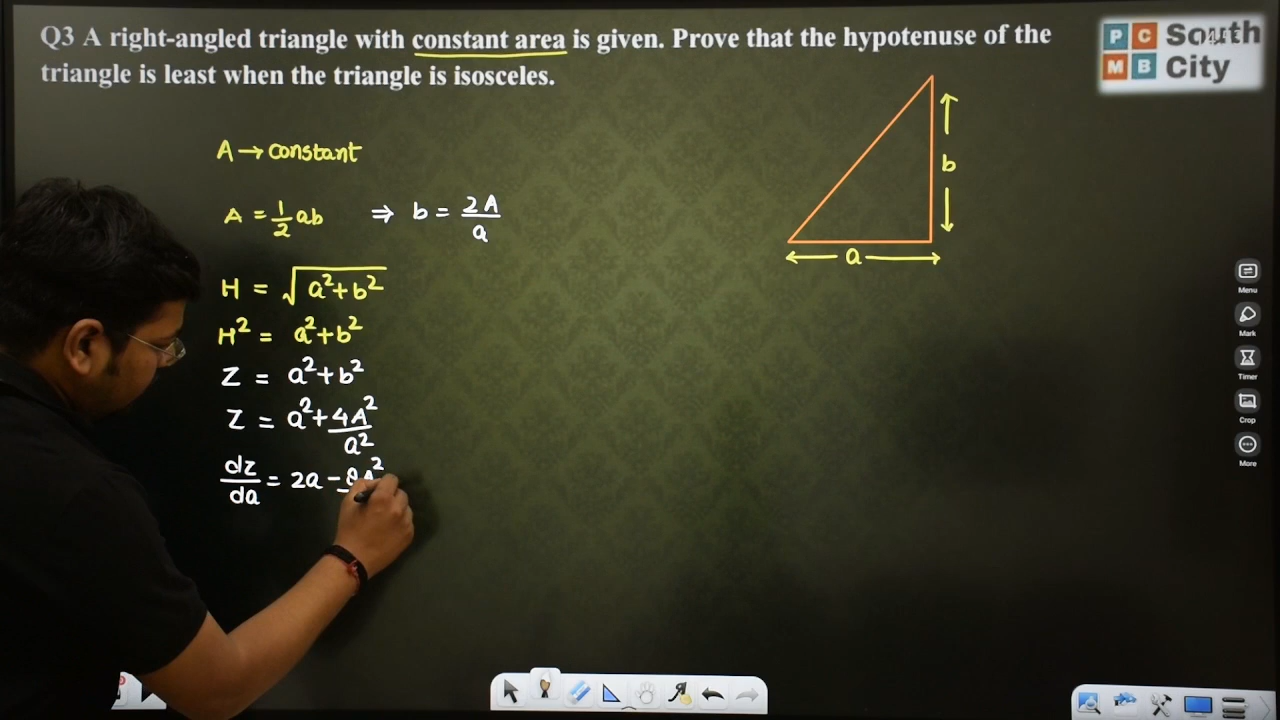 Q3 A right-angled triangle with constant area is given. Prove that the hypotenuse of the
triangle is least when the triangle is isosceles.
P C M B South City
A → constant
A = 1/2 ab ⇒ b = 2A/a
H = √(a²+b²)
H² = a²+b²
Z = a²+b²
Z = a²+4A²/a²
dz/da = 2a - 8A²
b
a
Menu
Mark
Timer
Crop
More